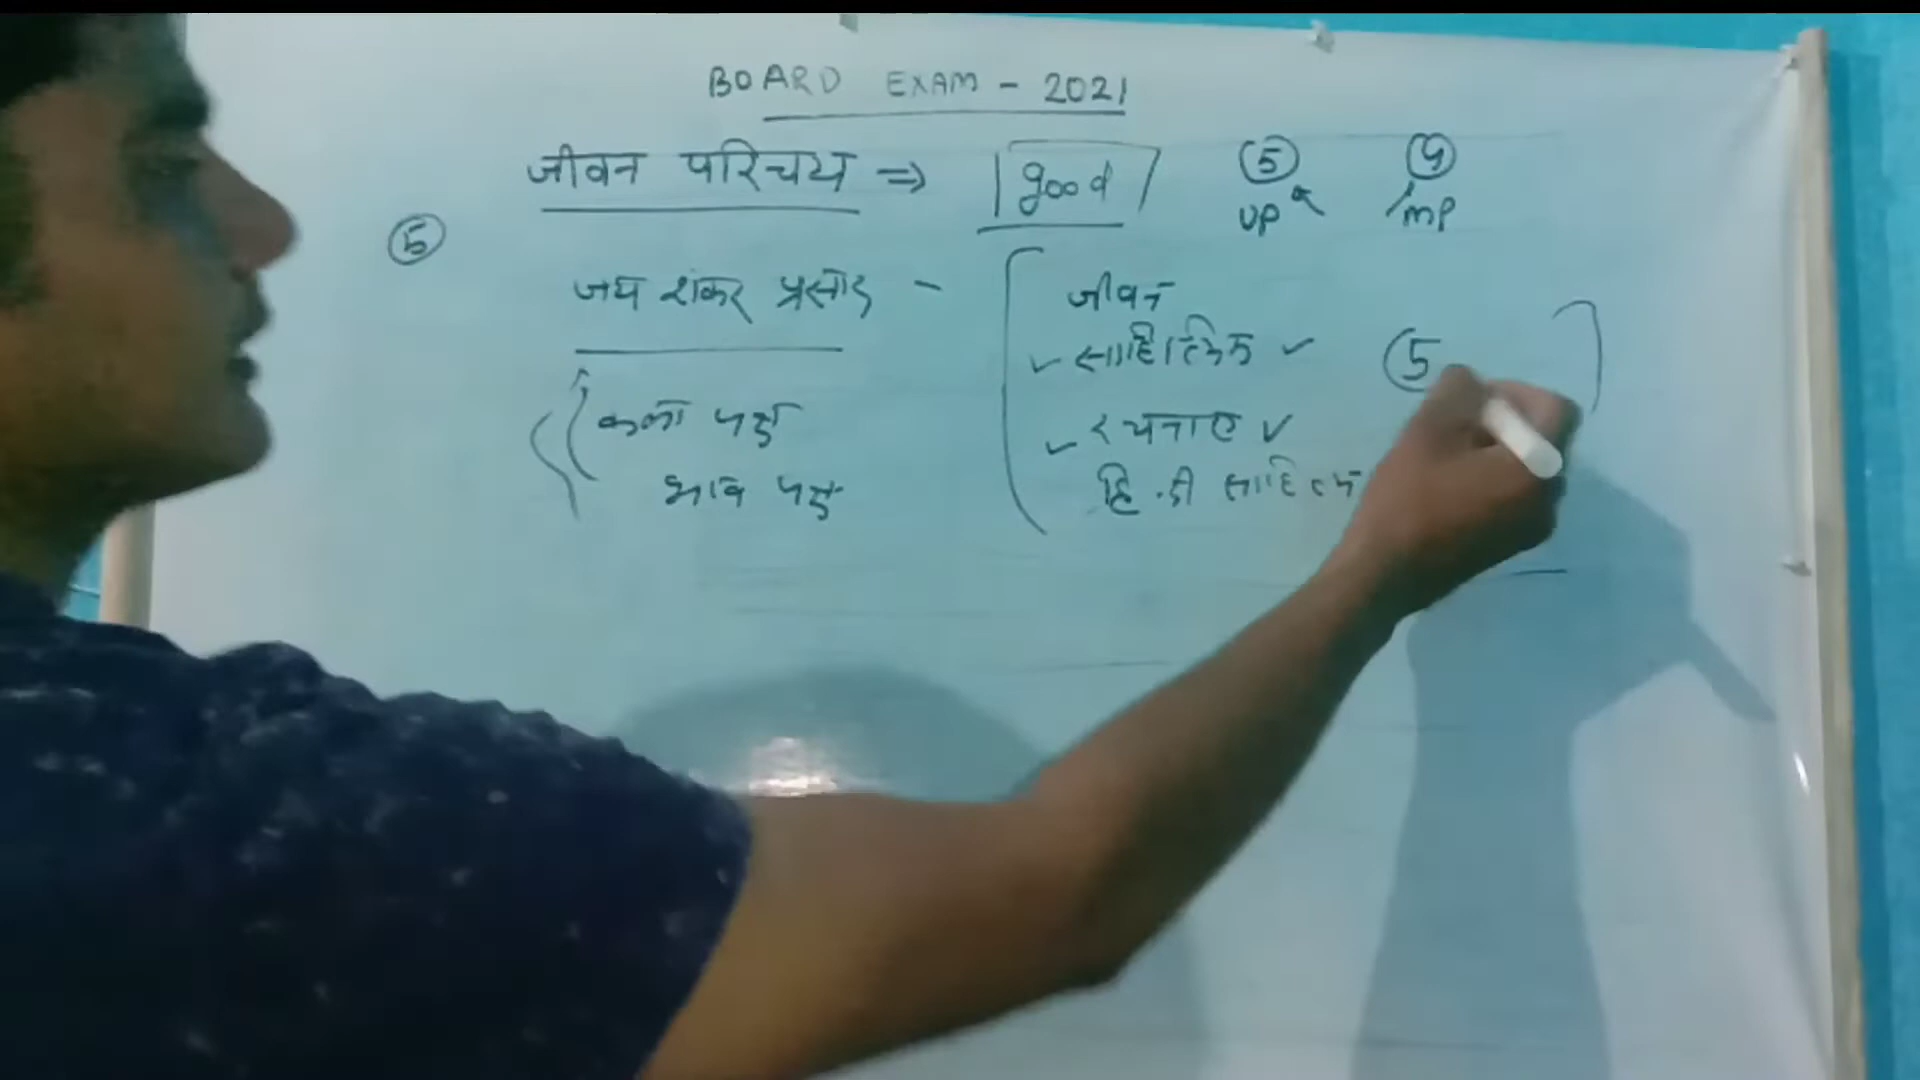 BOARD EXAM - 2021
जीवन परिचय ⇒ good ⑤ ④
UP MP
⑤
जय शंकर प्रसाद - जीवन
✓ साहित्यिक ✓ ⑤
कला पक्ष ✓ रचनाए ✓
भाव पक्ष हिन्दी साहित्य